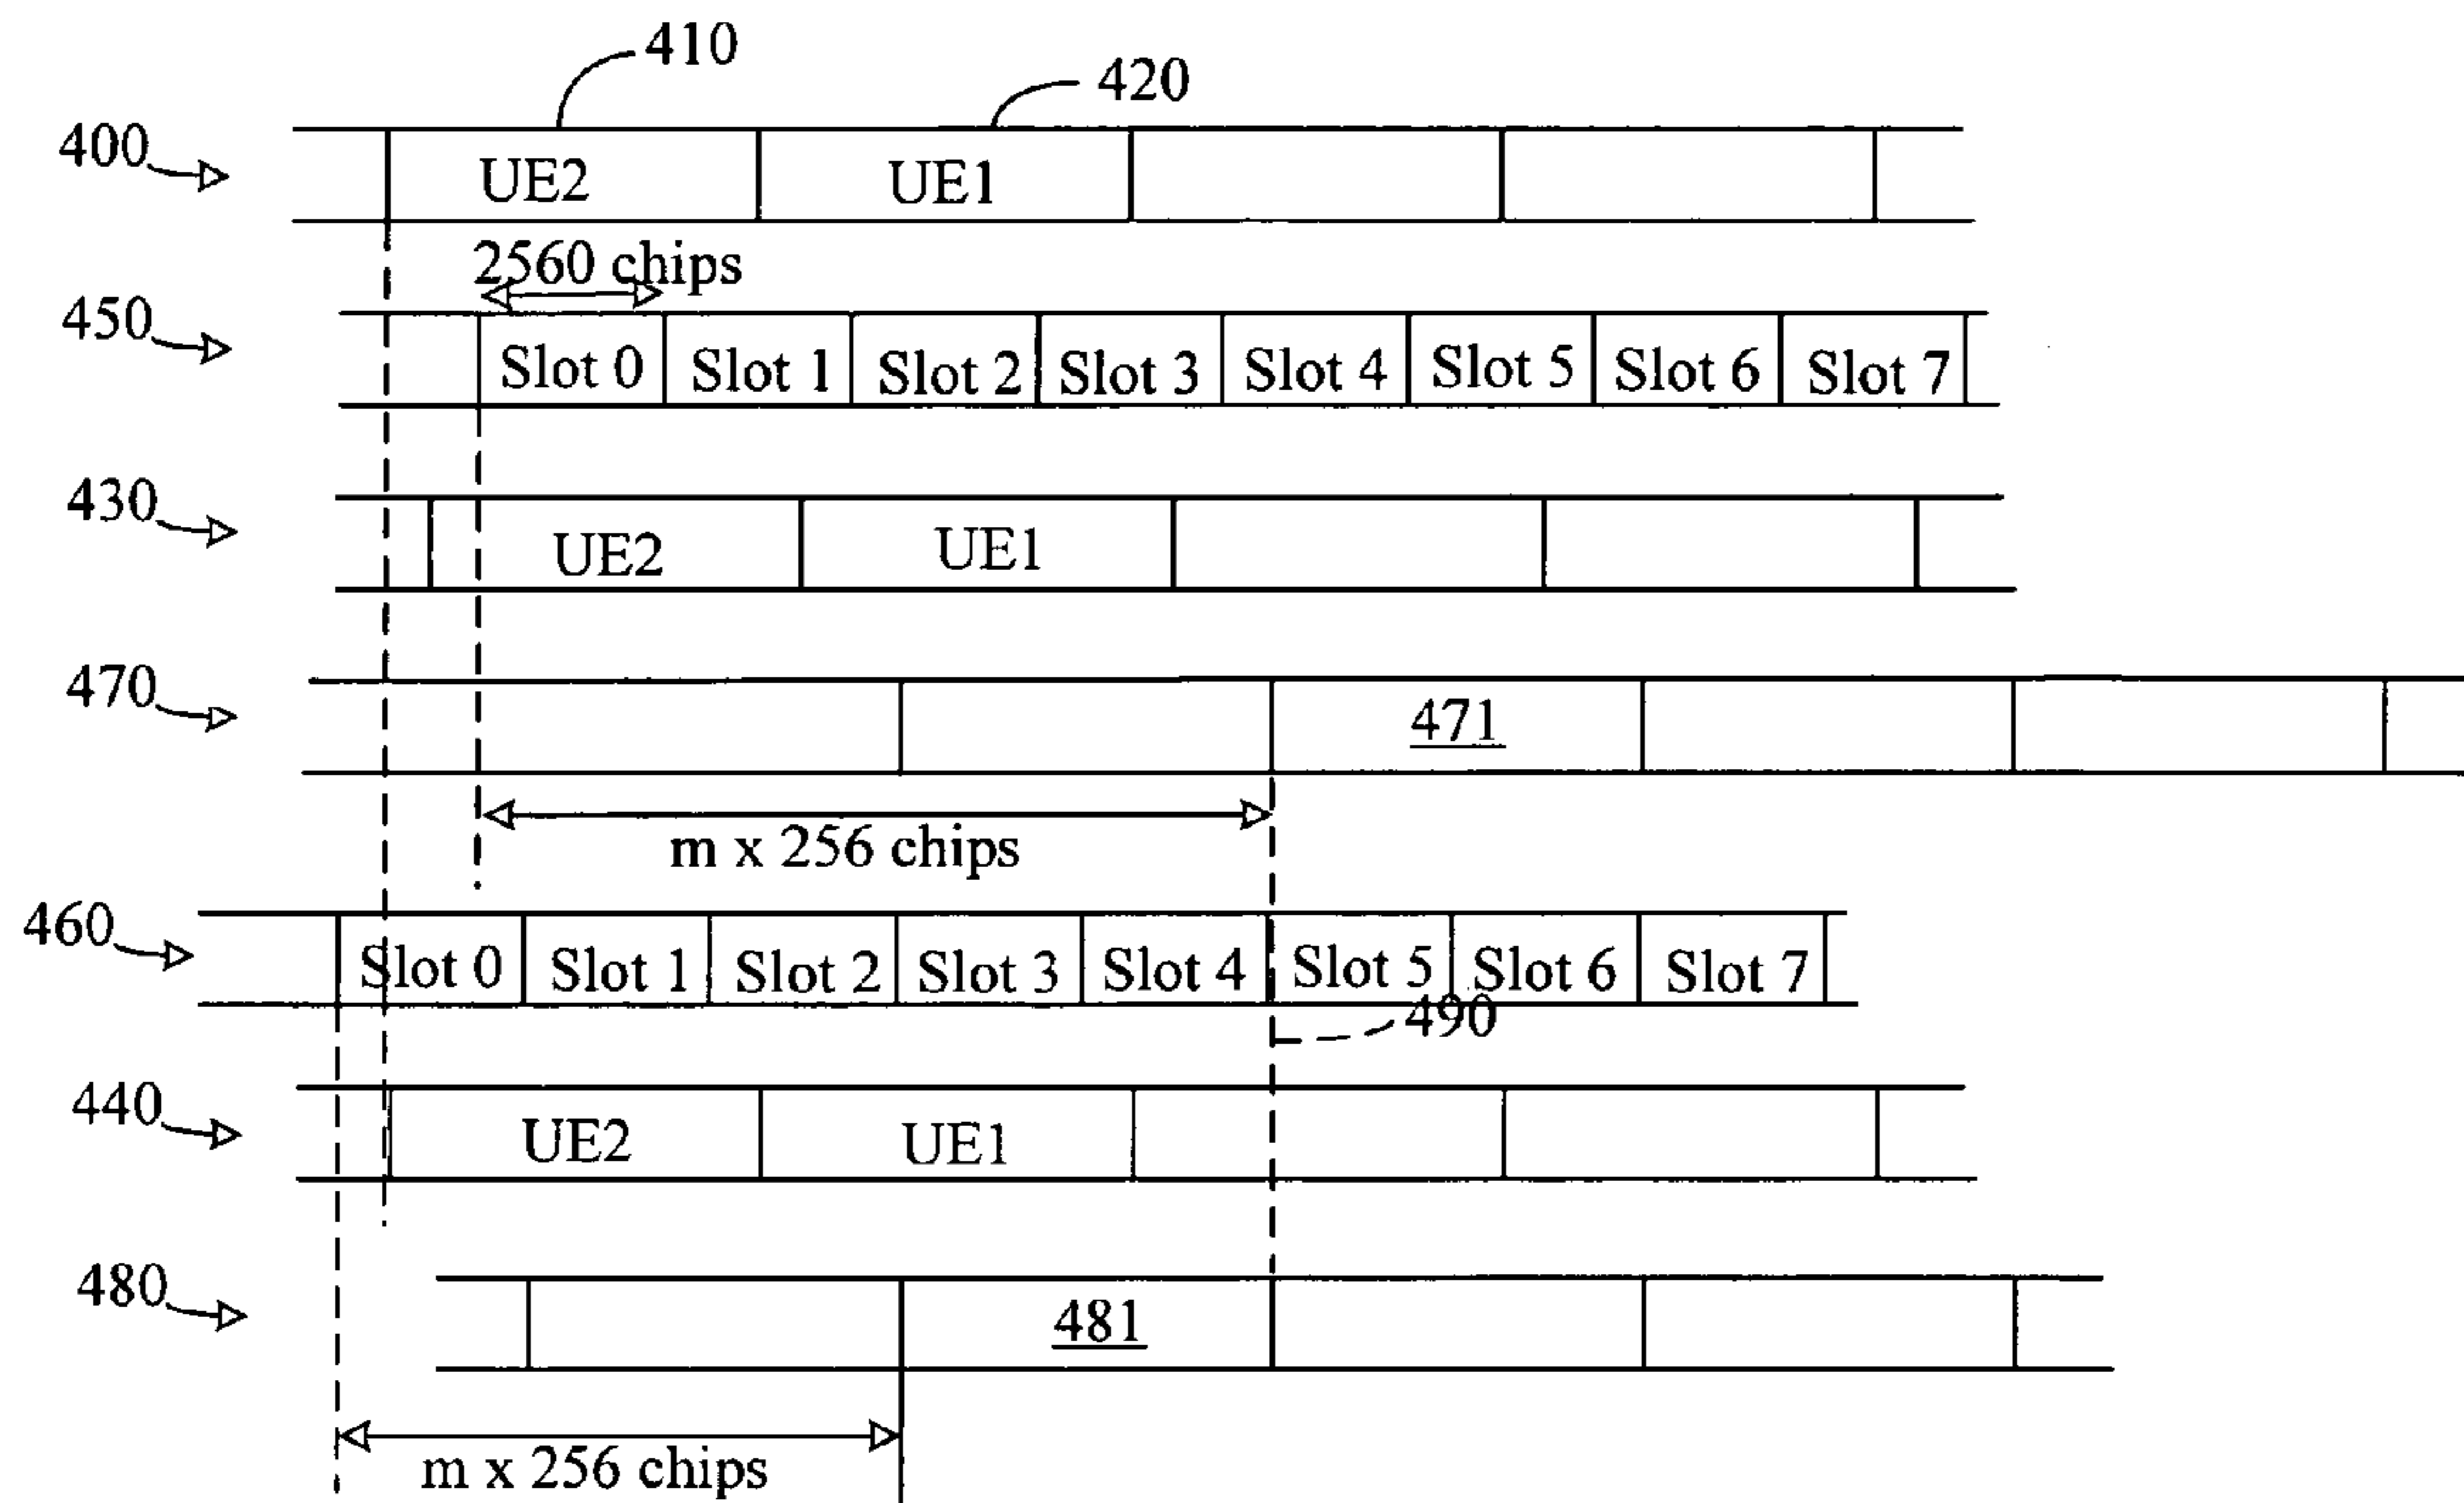 410
420
400
UE2 UE1
2560 chips
450
Slot 0 Slot 1 Slot 2 Slot 3 Slot 4 Slot 5 Slot 6 Slot 7
430
UE2 UE1
470
471
m x 256 chips
460
Slot 0 Slot 1 Slot 2 Slot 3 Slot 4 Slot 5 Slot 6 Slot 7
490
440
UE2 UE1
480
481
m x 256 chips